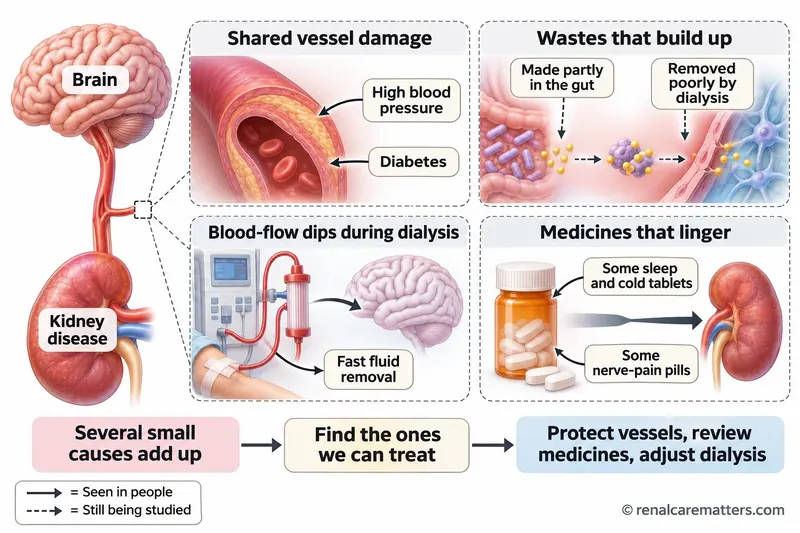 Brain
Kidney
disease
Shared vessel damage
High blood
pressure
Diabetes
Wastes that build up
Made partly
in the gut
Removed
poorly by
dialysis
Blood-flow dips during dialysis
Fast fluid
removal
Medicines that linger
Some sleep
and cold tablets
Some
nerve-pain pills
Several small
causes add up
Find the ones
we can treat
Protect vessels, review
medicines, adjust dialysis
= Seen in people
= Still being studied
© renalcarematters.com